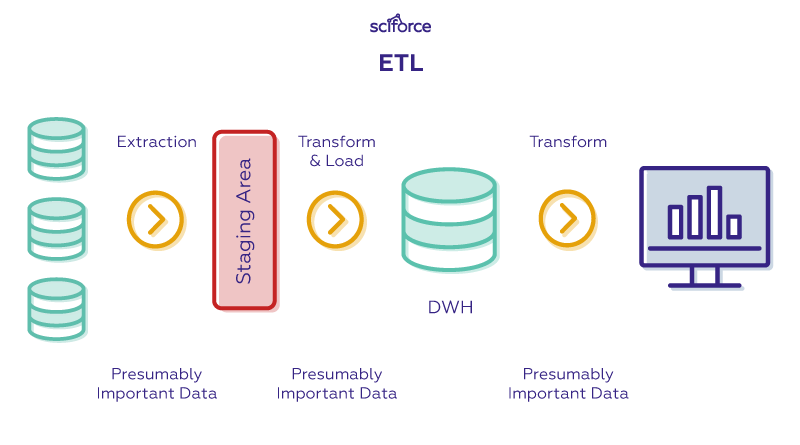 sciforce
ETL
Extraction
Transform
& Load
Transform
Staging Area
DWH
Presumably
Important Data
Presumably
Important Data
Presumably
Important Data